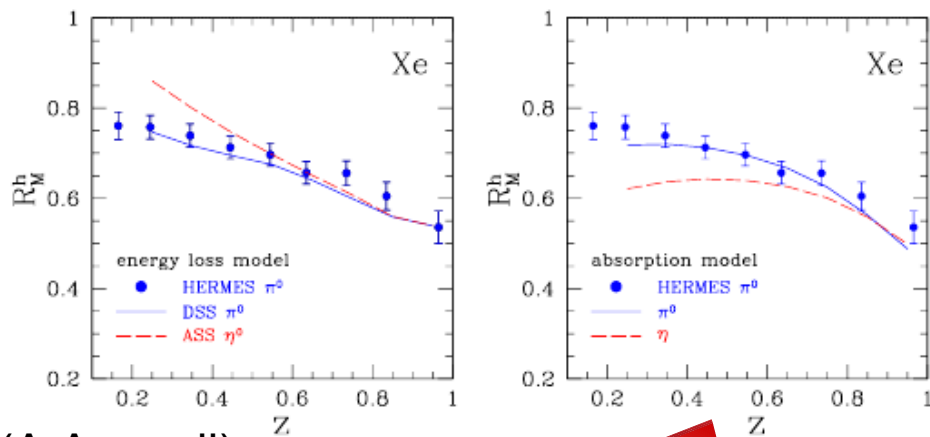 1
Xe
0.8
0.6
0.4
0.2
R_M^h
energy loss model
HERMES π⁰
DSS π⁰
ASS η⁰
0.2 0.4 0.6 0.8 1
Z
1
Xe
0.8
0.6
0.4
0.2
R_M^h
absorption model
HERMES π⁰
π⁰
η
0.2 0.4 0.6 0.8 1
Z